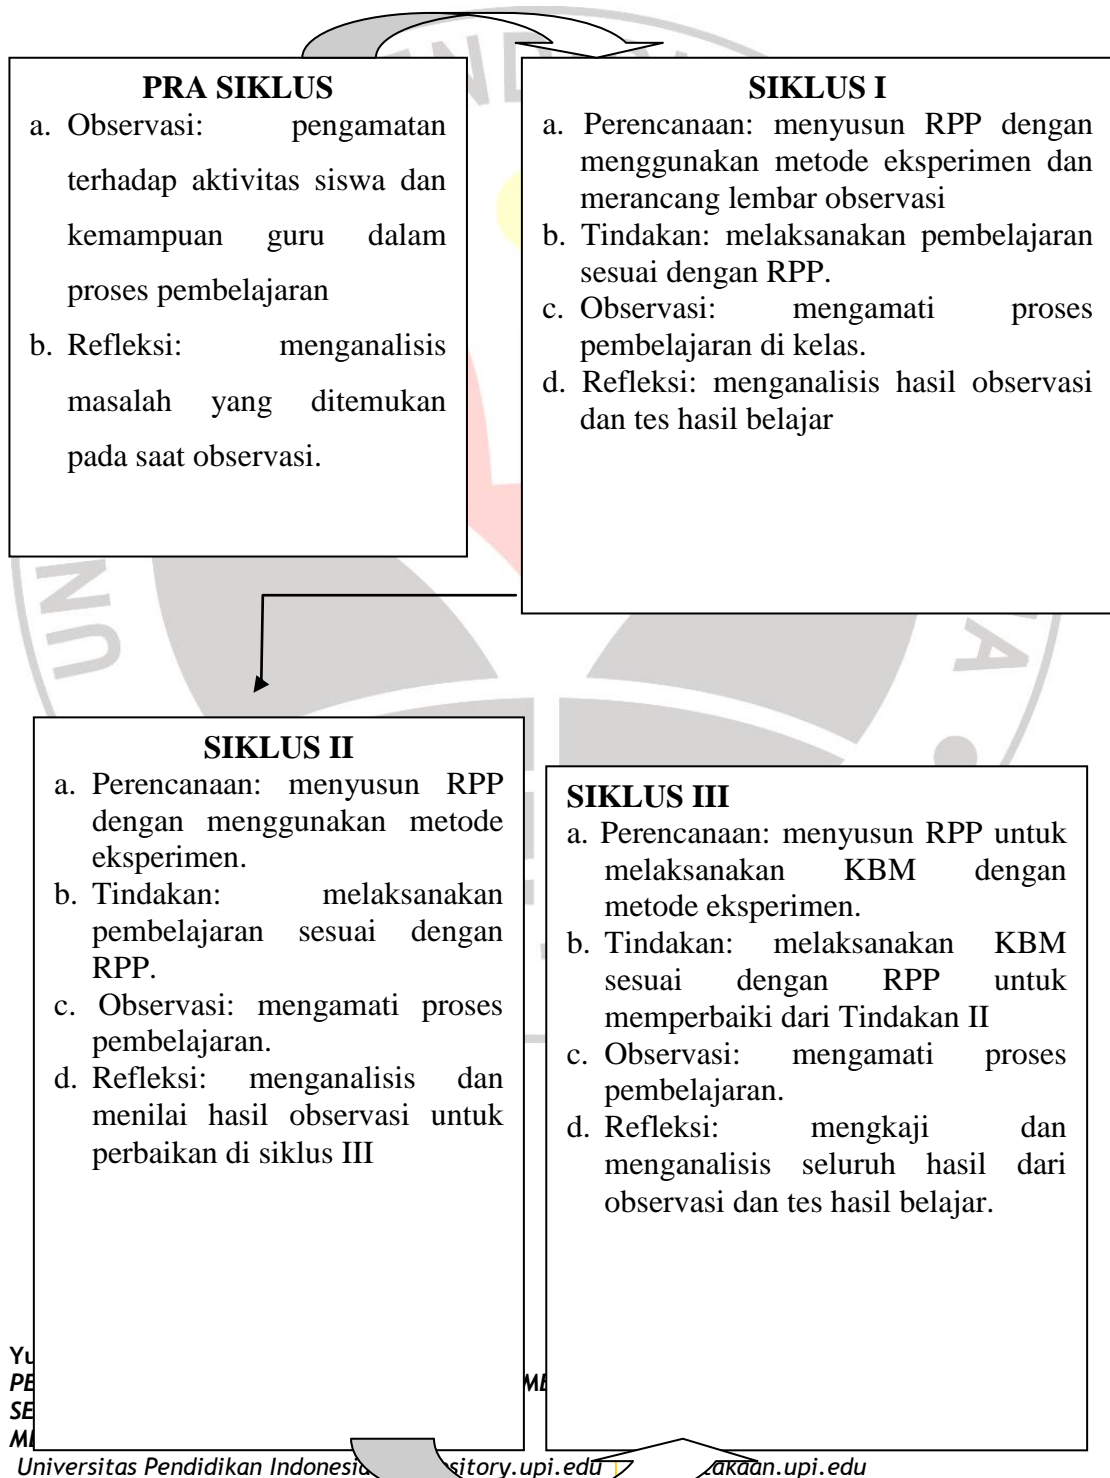 PRA SIKLUS
a. Observasi: pengamatan
terhadap aktivitas siswa dan
kemampuan guru dalam
proses pembelajaran
b. Refleksi: menganalisis
masalah yang ditemukan
pada saat observasi.
SIKLUS I
a. Perencanaan: menyusun RPP dengan
menggunakan metode eksperimen dan
merancang lembar observasi
b. Tindakan: melaksanakan pembelajaran
sesuai dengan RPP.
c. Observasi: mengamati proses
pembelajaran di kelas.
d. Refleksi: menganalisis hasil observasi
dan tes hasil belajar
SIKLUS II
a. Perencanaan: menyusun RPP
dengan menggunakan metode
eksperimen.
b. Tindakan: melaksanakan
pembelajaran sesuai dengan
RPP.
c. Observasi: mengamati proses
pembelajaran.
d. Refleksi: menganalisis dan
menilai hasil observasi untuk
perbaikan di siklus III
SIKLUS III
a. Perencanaan: menyusun RPP untuk
melaksanakan KBM dengan
metode eksperimen.
b. Tindakan: melaksanakan KBM
sesuai dengan RPP untuk
memperbaiki dari Tindakan II
c. Observasi: mengamati proses
pembelajaran.
d. Refleksi: mengkaji dan
menganalisis seluruh hasil dari
observasi dan tes hasil belajar.
Universitas Pendidikan